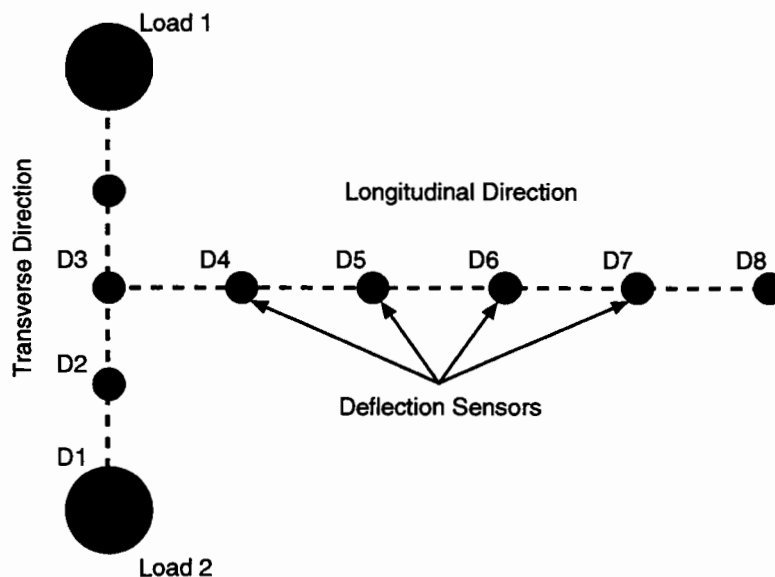 Load 1
Transverse Direction
Longitudinal Direction
D3
D4
D5
D6
D7
D8
D2
Deflection Sensors
D1
Load 2